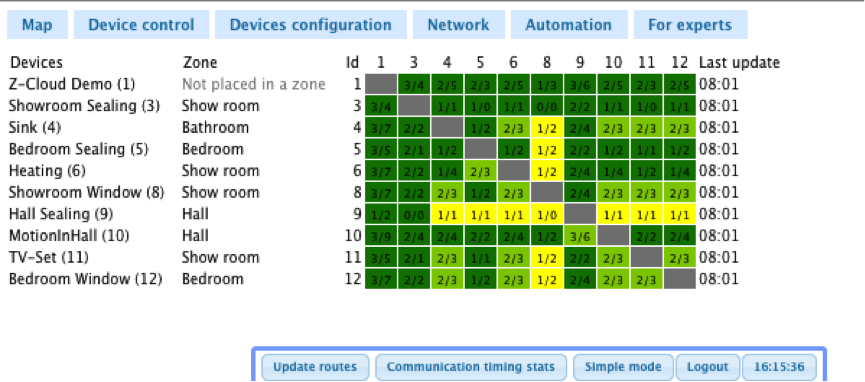 Map Device control Devices configuration Network Automation For experts
Devices Zone Id 1 3 4 5 6 8 9 10 11 12 Last update
Z-Cloud Demo (1) Not placed in a zone 1 3/4 2/5 2/3 2/5 1/3 3/6 2/5 2/3 2/5 08:01
Showroom Sealing (3) Show room 3 3/4 1/1 1/0 1/1 0/0 2/2 1/1 1/0 1/1 08:01
Sink (4) Bathroom 4 3/7 2/2 1/2 2/3 1/2 2/4 2/3 2/3 2/3 08:01
Bedroom Sealing (5) Bedroom 5 3/5 2/1 1/2 1/2 1/2 2/2 1/2 1/1 1/2 08:01
Heating (6) Show room 6 3/7 2/2 1/4 2/3 1/2 2/4 1/4 1/2 1/4 08:01
Showroom Window (8) Show room 8 3/7 2/2 2/3 1/2 2/3 2/4 2/3 2/3 2/3 08:01
Hall Sealing (9) Hall 9 1/2 0/0 1/1 1/1 1/1 1/0 1/1 1/1 1/1 08:01
MotionInHall (10) Hall 10 3/9 2/4 2/4 2/2 2/4 1/2 3/6 2/2 2/4 08:01
TV-Set (11) Show room 11 3/5 2/1 2/3 1/1 2/3 1/2 2/2 2/3 2/3 08:01
Bedroom Window (12) Bedroom 12 3/7 2/2 2/3 1/2 2/3 1/2 2/4 2/3 2/3 08:01
Update routes Communication timing stats Simple mode Logout 16:15:36